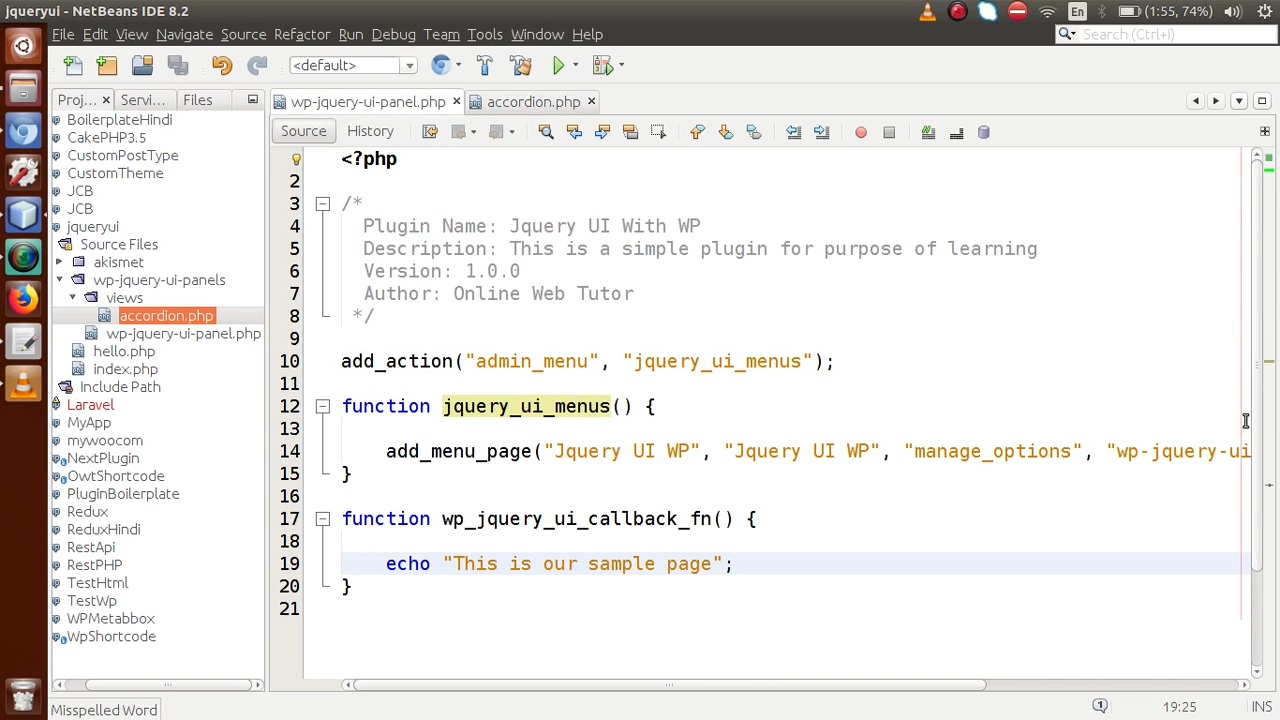 jqueryui - NetBeans IDE 8.2
En
(1:55, 74%)
File Edit View Navigate Source Refactor Run Debug Team Tools Window Help
Search (Ctrl+I)
<default>
Proj... Servi... Files
wp-jquery-ui-panel.php accordion.php
Source History
BoilerplateHindi
CakePHP3.5
CustomPostType
CustomTheme
JCB
JCB
jqueryui
Source Files
akismet
wp-jquery-ui-panels
views
accordion.php
wp-jquery-ui-panel.php
hello.php
index.php
Include Path
Laravel
MyApp
mywoocom
NextPlugin
OwtShortcode
PluginBoilerplate
Redux
ReduxHindi
RestApi
RestPHP
TestHtml
TestWp
WPMetabbox
WpShortcode
<?php
2
3 /*
4 Plugin Name: Jquery UI With WP
5 Description: This is a simple plugin for purpose of learning
6 Version: 1.0.0
7 Author: Online Web Tutor
8 */
9
10 add_action("admin_menu", "jquery_ui_menus");
11
12 function jquery_ui_menus() {
13
14 add_menu_page("Jquery UI WP", "Jquery UI WP", "manage_options", "wp-jquery-ui
15 }
16
17 function wp_jquery_ui_callback_fn() {
18
19 echo "This is our sample page";
20 }
21
Misspelled Word
1
19:25 INS